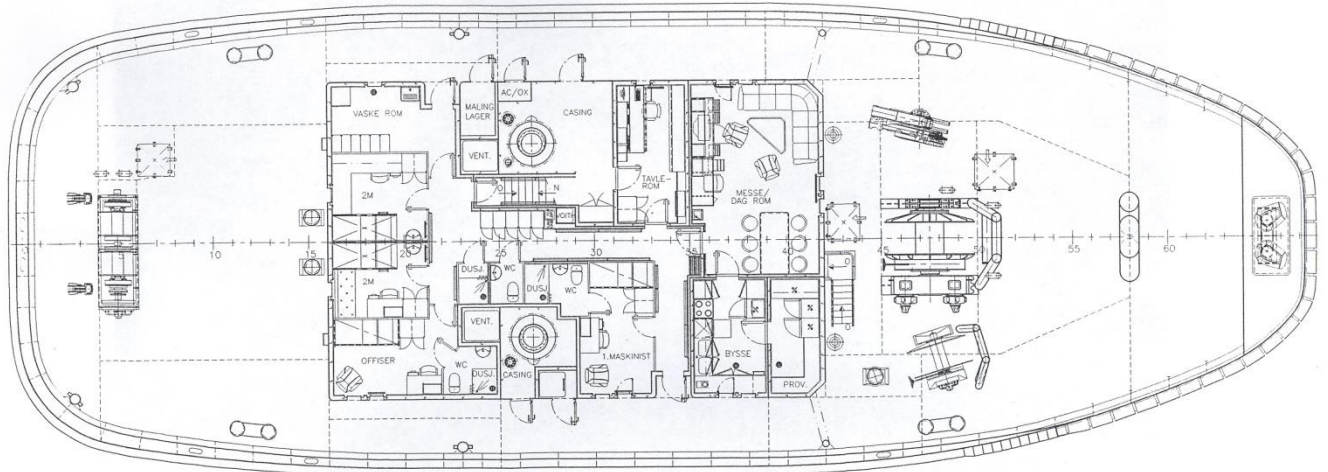 VASKE ROM
MALING
LAGER
AC/OX
CASING
VENT.
2M
O
N
TAVLE-
ROM
MESSE/
DAG ROM
VOITH
10
15
20
25
30
35
40
45
50
55
60
2M
DUSJ.
WC
DUSJ.
WC
O
VENT.
OFFISER
WC
DUSJ.
CASING
1.MASKINIST
BYSSE
PROV.